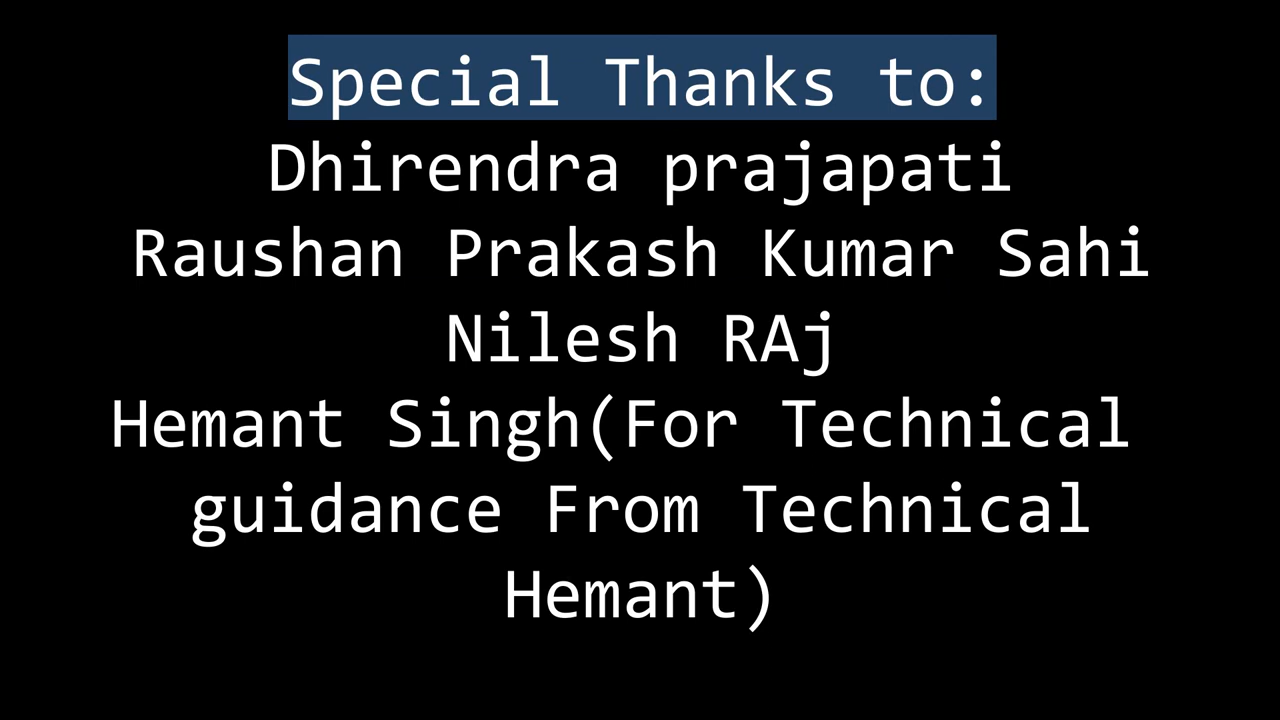 Special Thanks to:
Dhirendra prajapati
Raushan Prakash Kumar Sahi
Nilesh RAj
Hemant Singh(For Technical
guidance From Technical
Hemant)